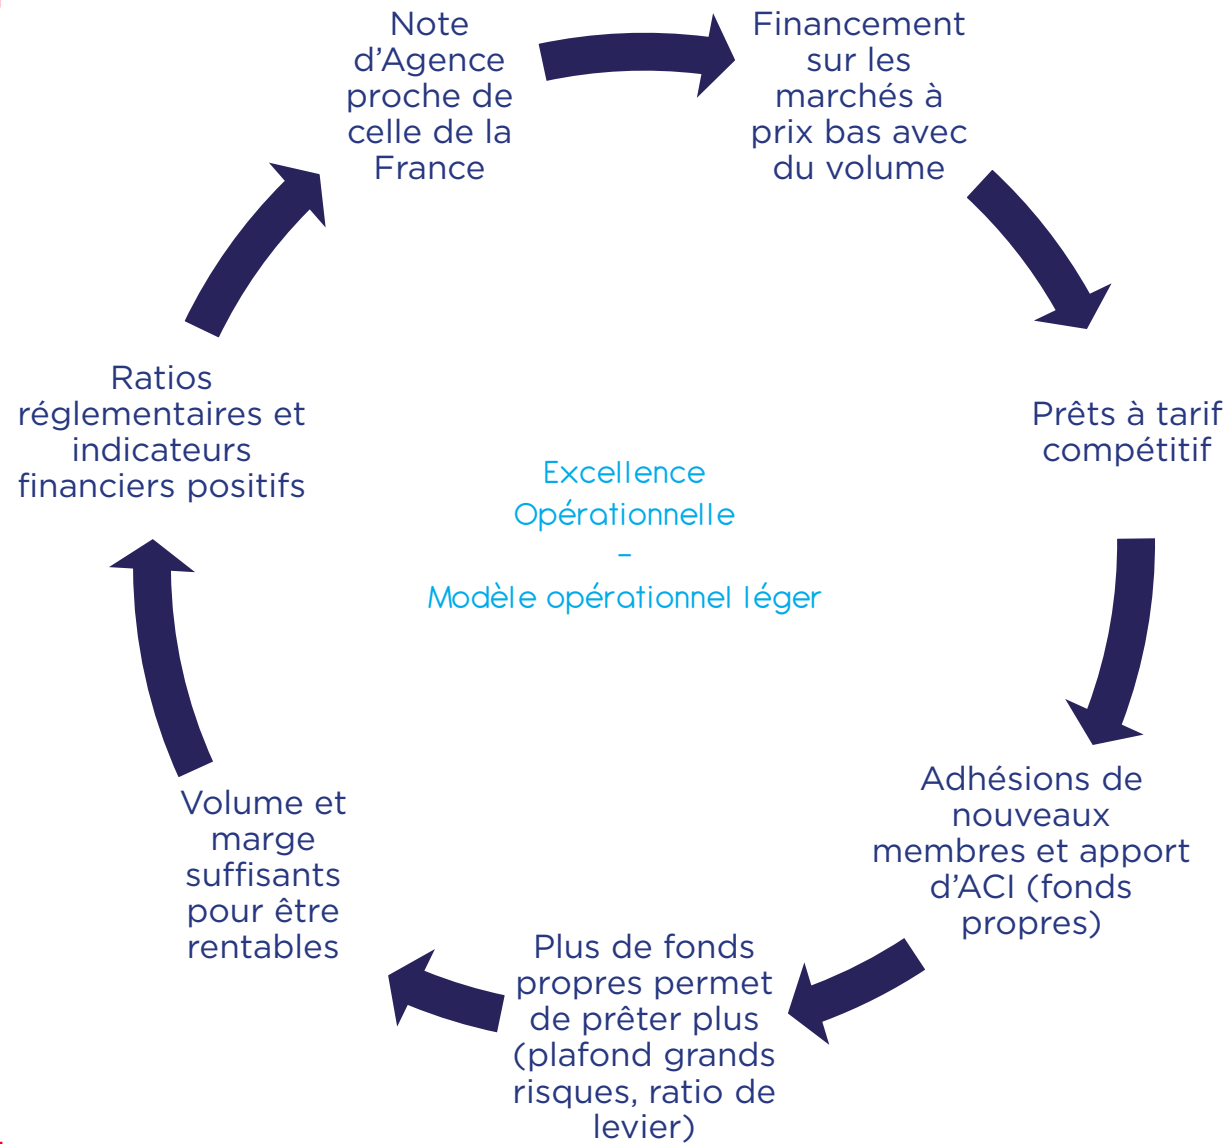 Note
d’Agence
proche de
celle de la
France
Financement
sur les
marchés à
prix bas avec
du volume
Prêts à tarif
compétitif
Adhésions de
nouveaux
membres et apport
d’ACI (fonds
propres)
Plus de fonds
propres permet
de prêter plus
(plafond grands
risques, ratio de
levier)
Volume et
marge
suffisants
pour être
rentables
Ratios
réglementaires et
indicateurs
financiers positifs
Excellence
Opérationnelle
–
Modèle opérationnel léger